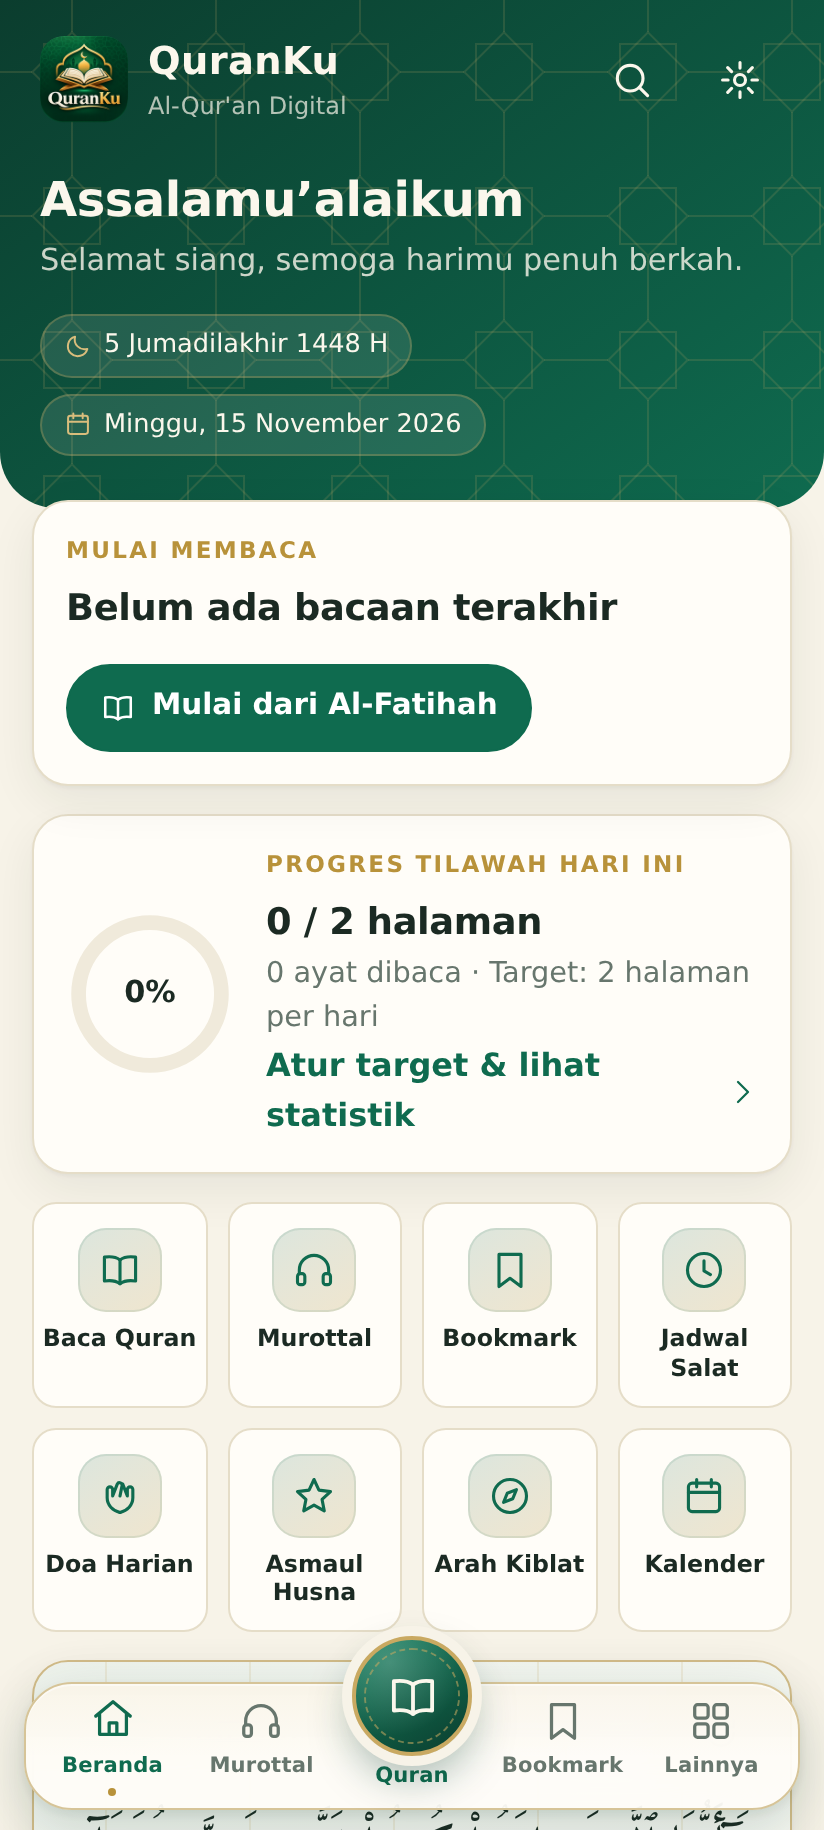 QuranKu
QuranKu
Al-Qur'an Digital
Assalamu’alaikum
Selamat siang, semoga harimu penuh berkah.
5 Jumadilakhir 1448 H
Minggu, 15 November 2026
MULAI MEMBACA
Belum ada bacaan terakhir
Mulai dari Al-Fatihah
PROGRES TILAWAH HARI INI
0%
0 / 2 halaman
0 ayat dibaca · Target: 2 halaman
per hari
Atur target & lihat
statistik
Baca Quran
Murottal
Bookmark
Jadwal
Salat
Doa Harian
Asmaul
Husna
Arah Kiblat
Kalender
Beranda
Murottal
Quran
Bookmark
Lainnya